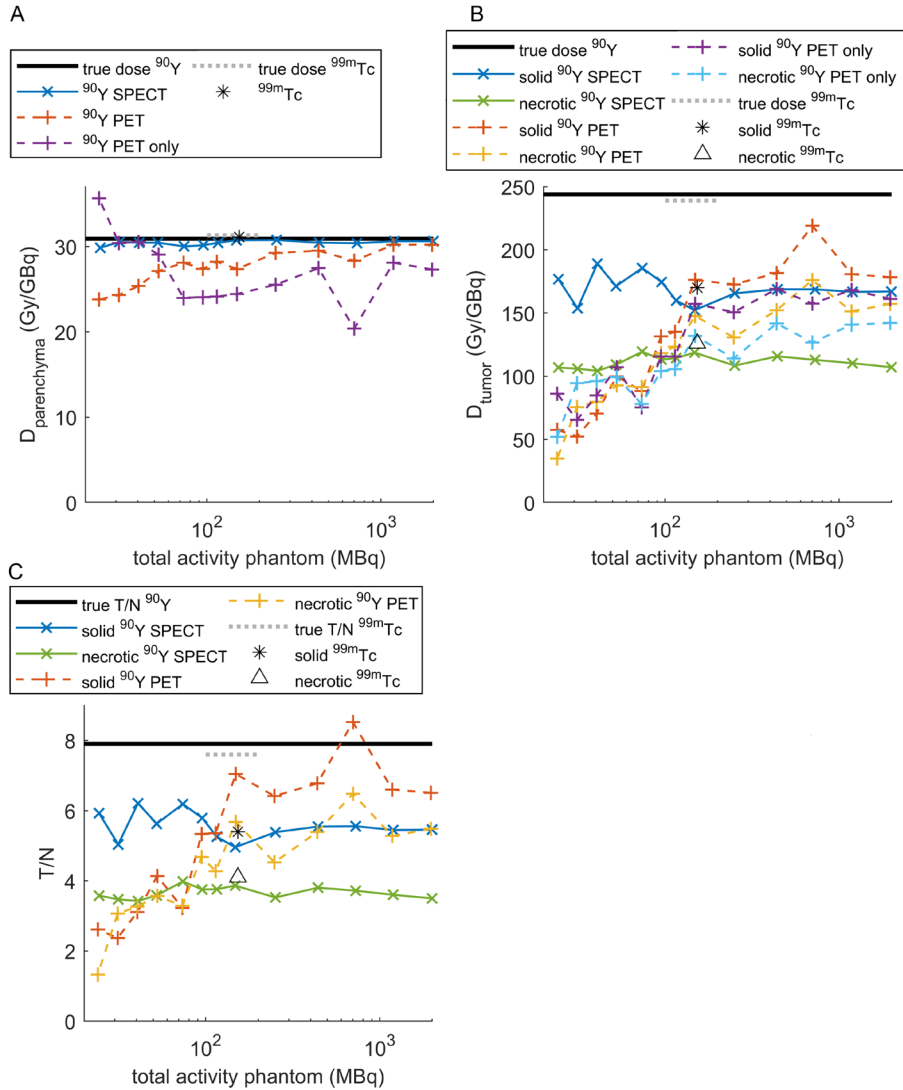 A
true dose ⁹⁰Y
true dose ⁹⁹ᵐTc
⁹⁰Y SPECT
⁹⁹ᵐTc
⁹⁰Y PET
⁹⁰Y PET only
30
20
10
0
D_parenchyma (Gy/GBq)
10²
10³
total activity phantom (MBq)
B
true dose ⁹⁰Y
solid ⁹⁰Y PET only
solid ⁹⁰Y SPECT
necrotic ⁹⁰Y PET only
necrotic ⁹⁰Y SPECT
true dose ⁹⁹ᵐTc
solid ⁹⁰Y PET
solid ⁹⁹ᵐTc
necrotic ⁹⁰Y PET
necrotic ⁹⁹ᵐTc
250
200
150
100
50
0
D_tumor (Gy/GBq)
10²
10³
total activity phantom (MBq)
C
true T/N ⁹⁰Y
necrotic ⁹⁰Y PET
solid ⁹⁰Y SPECT
true T/N ⁹⁹ᵐTc
necrotic ⁹⁰Y SPECT
solid ⁹⁹ᵐTc
solid ⁹⁰Y PET
necrotic ⁹⁹ᵐTc
8
6
4
2
0
T/N
10²
10³
total activity phantom (MBq)